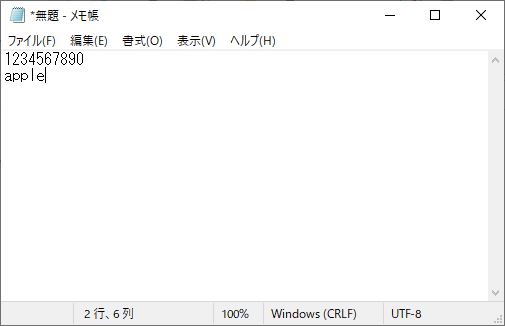 *無題 - メモ帳
ファイル(F) 編集(E) 書式(O) 表示(V) ヘルプ(H)
1234567890
apple
2 行、6 列 100% Windows (CRLF) UTF-8